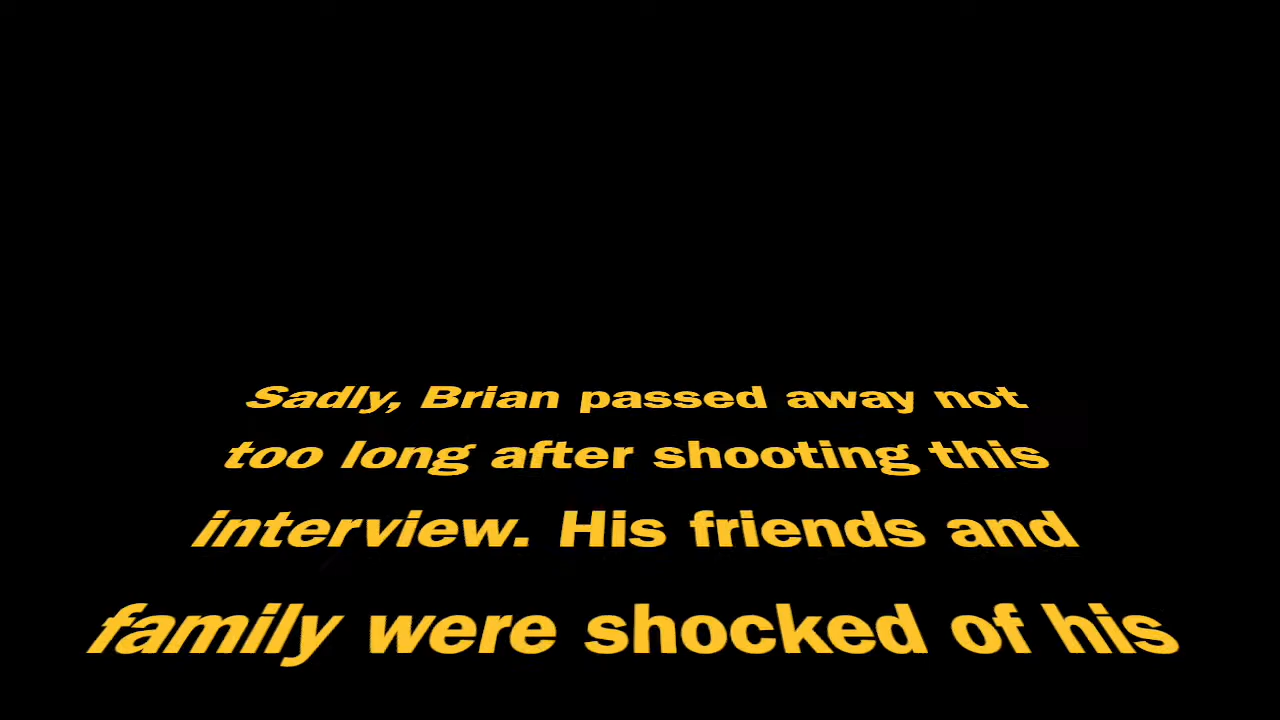 Sadly, Brian passed away not
too long after shooting this
interview. His friends and
family were shocked of his